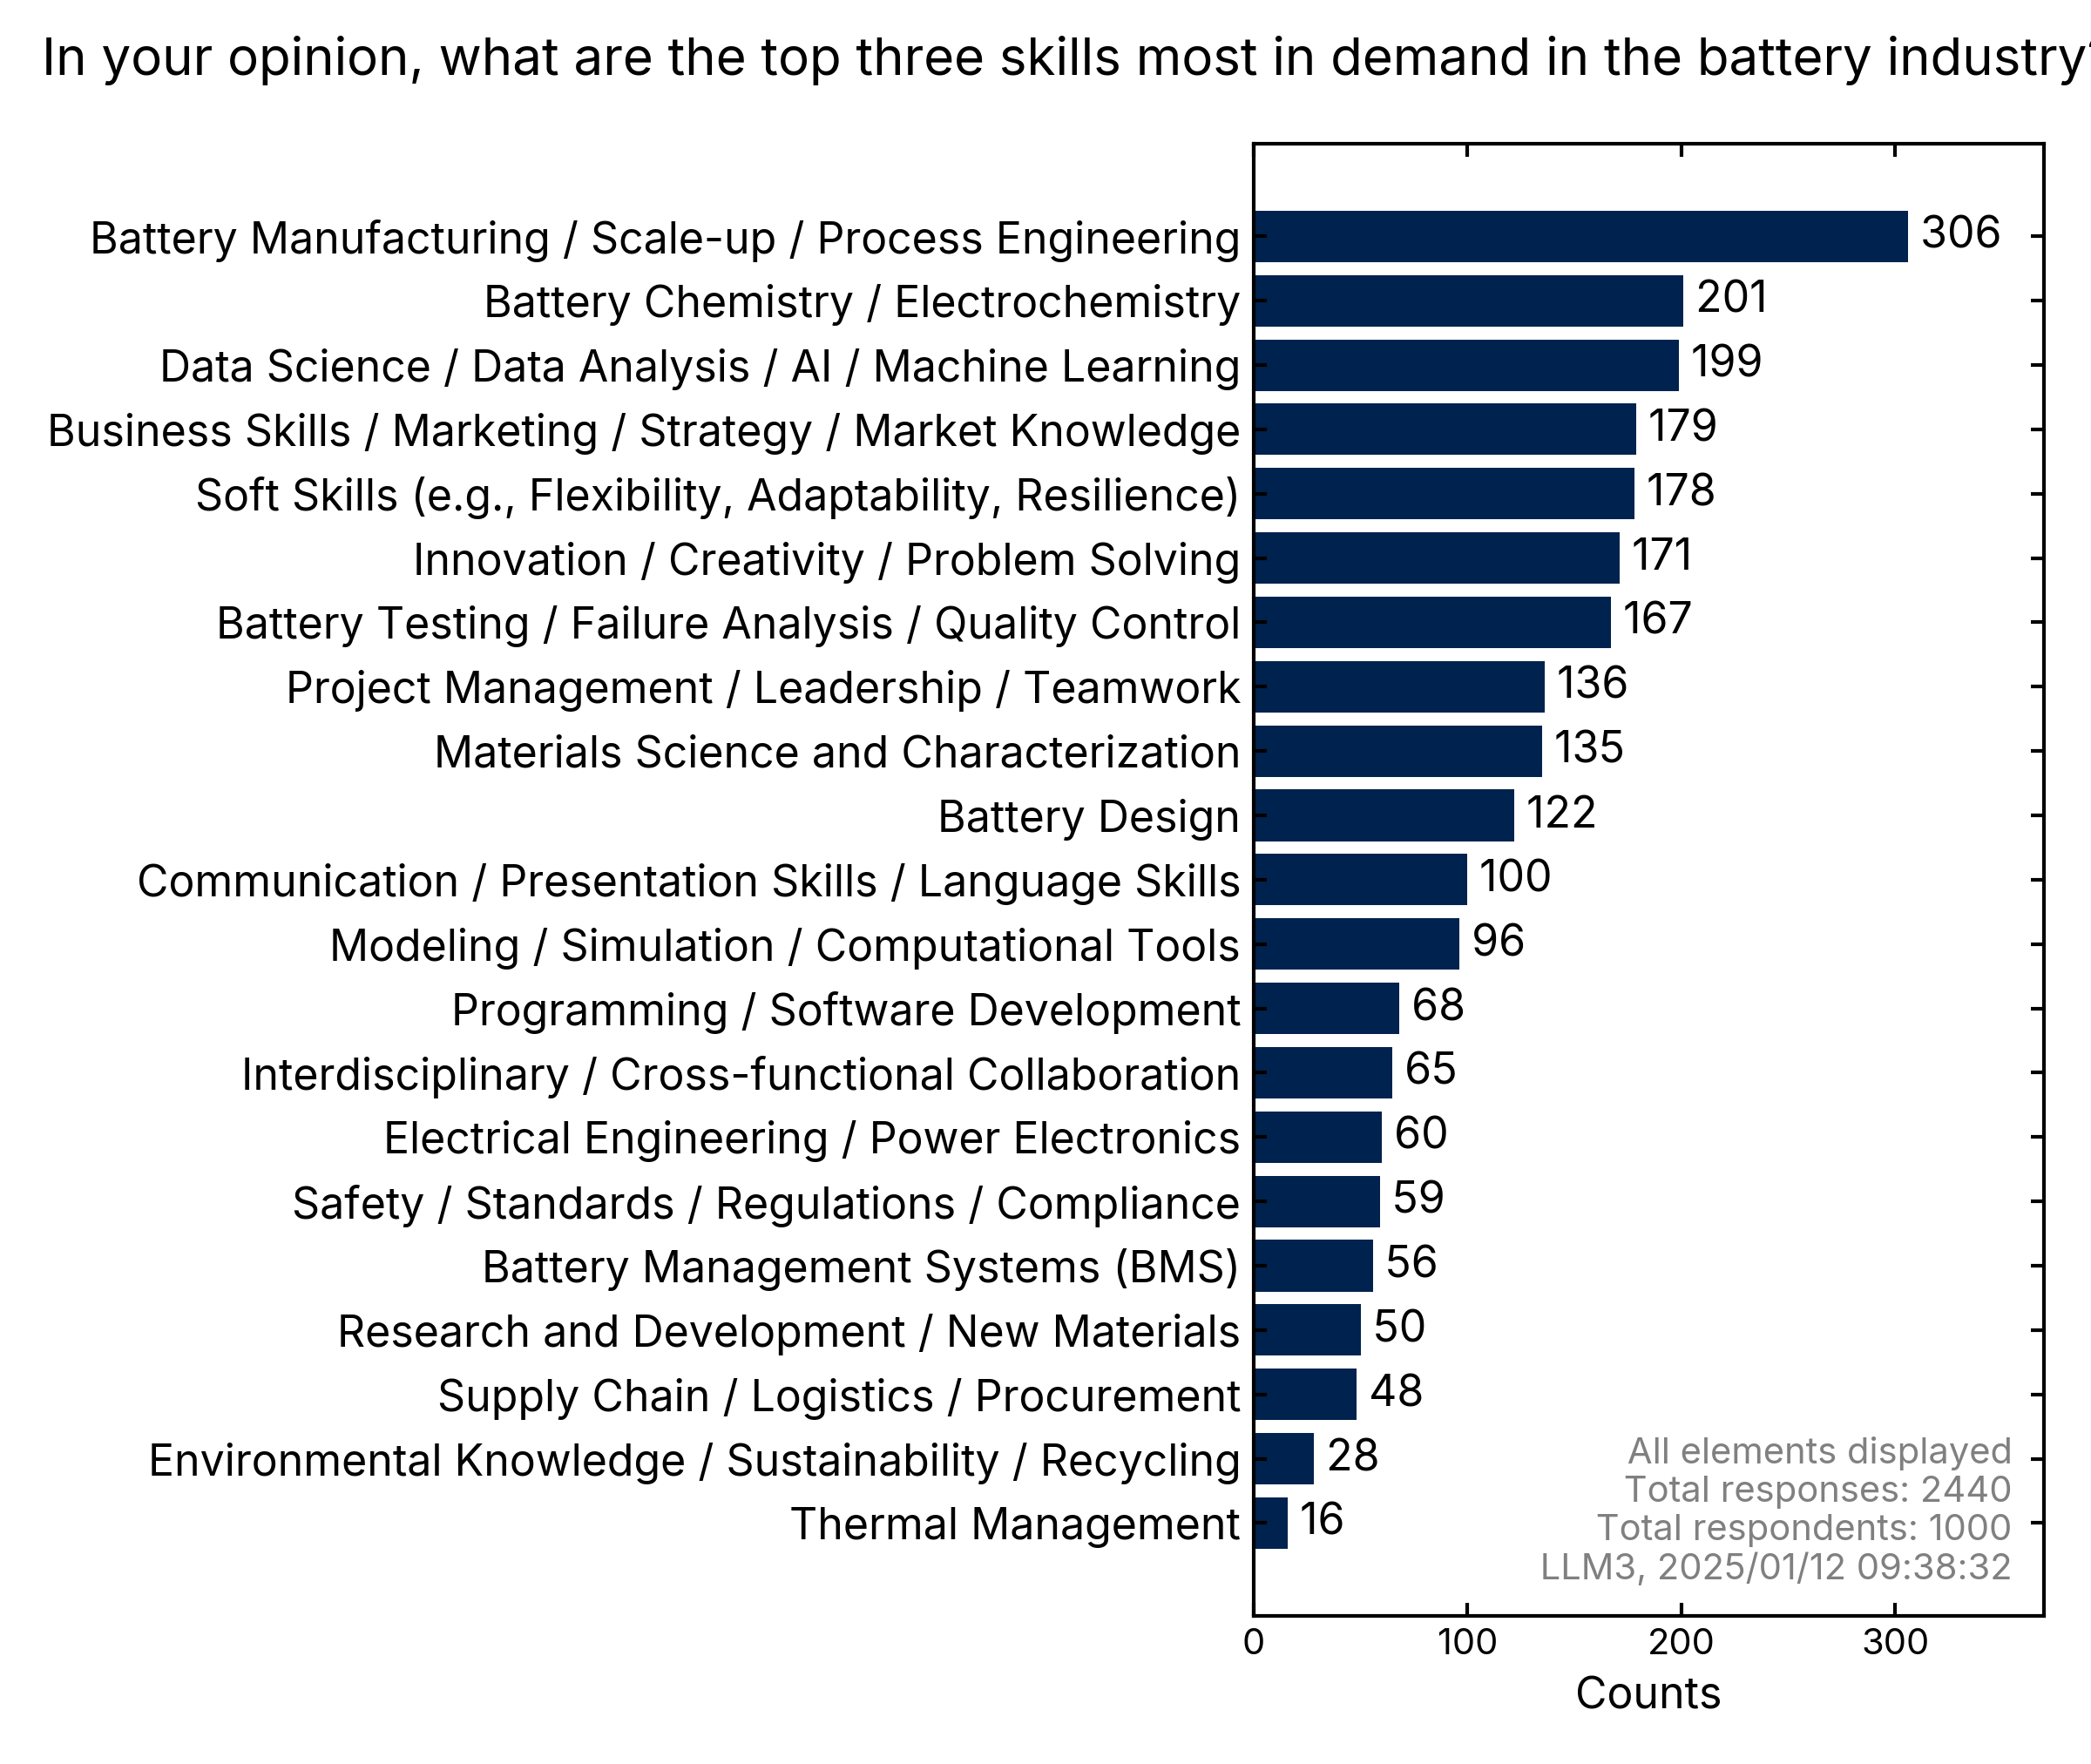 In your opinion, what are the top three skills most in demand in the battery industry?
Battery Manufacturing / Scale-up / Process Engineering 306
Battery Chemistry / Electrochemistry 201
Data Science / Data Analysis / AI / Machine Learning 199
Business Skills / Marketing / Strategy / Market Knowledge 179
Soft Skills (e.g., Flexibility, Adaptability, Resilience) 178
Innovation / Creativity / Problem Solving 171
Battery Testing / Failure Analysis / Quality Control 167
Project Management / Leadership / Teamwork 136
Materials Science and Characterization 135
Battery Design 122
Communication / Presentation Skills / Language Skills 100
Modeling / Simulation / Computational Tools 96
Programming / Software Development 68
Interdisciplinary / Cross-functional Collaboration 65
Electrical Engineering / Power Electronics 60
Safety / Standards / Regulations / Compliance 59
Battery Management Systems (BMS) 56
Research and Development / New Materials 50
Supply Chain / Logistics / Procurement 48
Environmental Knowledge / Sustainability / Recycling 28
Thermal Management 16
All elements displayed
Total responses: 2440
Total respondents: 1000
LLM3, 2025/01/12 09:38:32
0 100 200 300
Counts